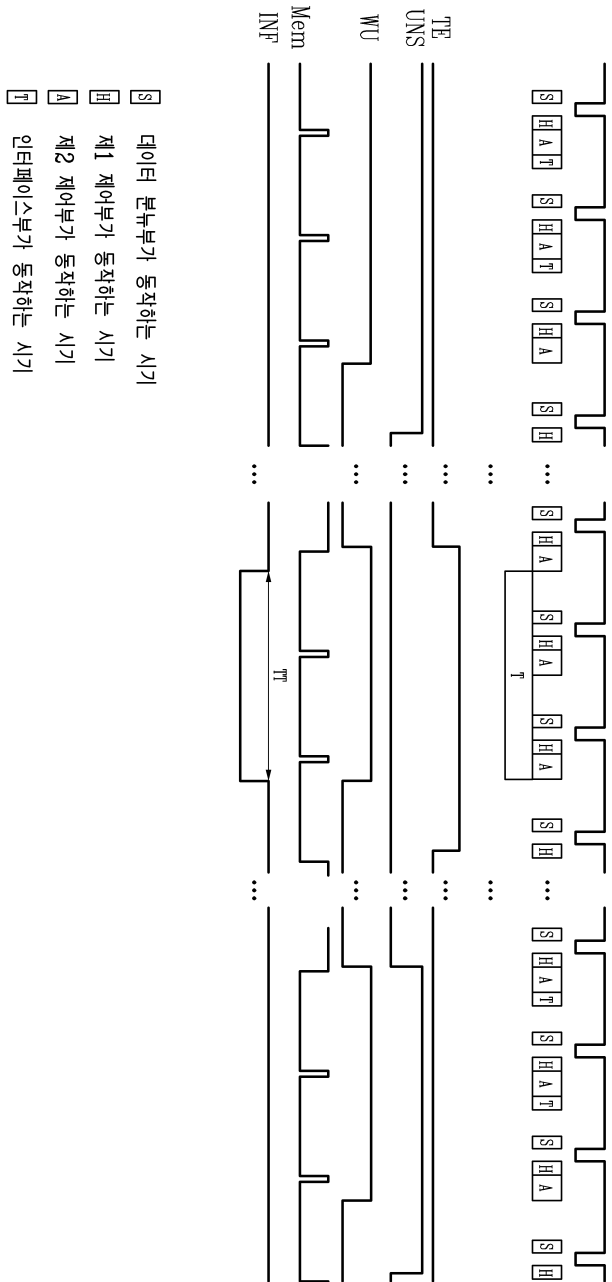 S H A T S H A T S H A S H ... S H A S H A S H A S H ... S H A T S H A T S H A S H
T
TE
UNS
WU
Mem
TT
INF
S 데이터 분류부가 동작하는 시기
H 제1 제어부가 동작하는 시기
A 제2 제어부가 동작하는 시기
T 인터페이스부가 동작하는 시기